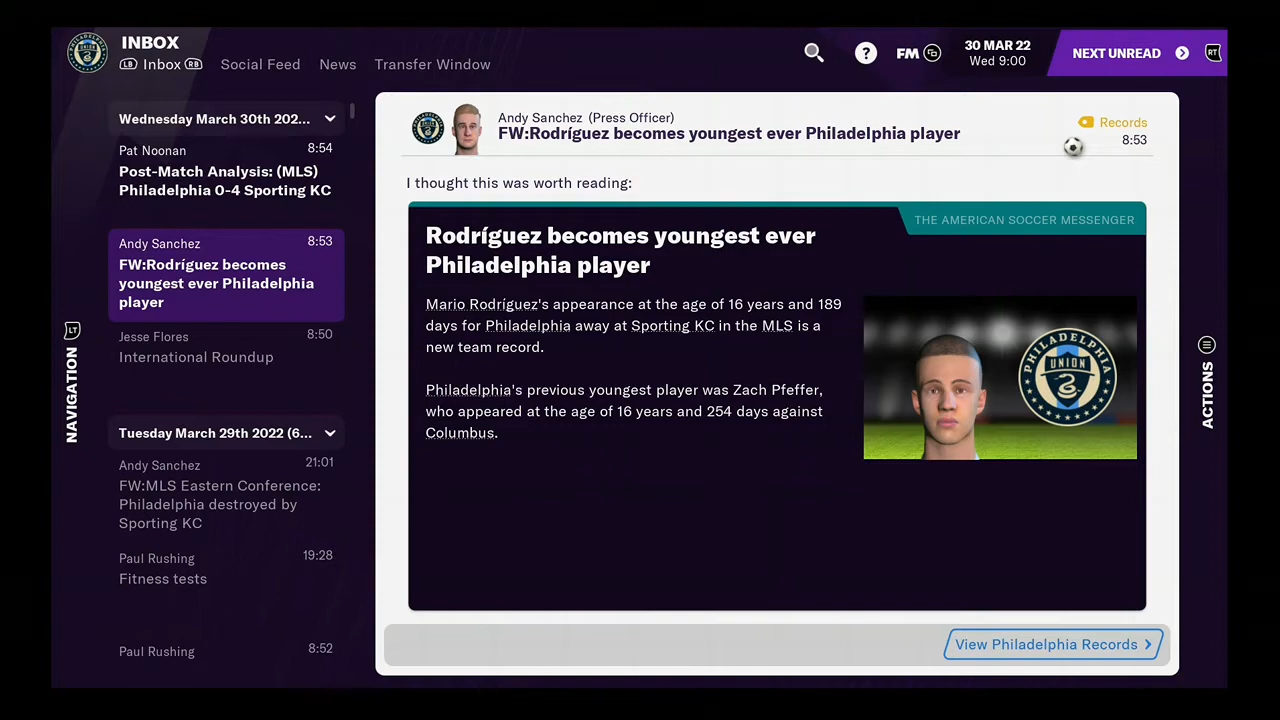 INBOX
LB Inbox RB
Social Feed
News
Transfer Window
FM
30 MAR 22
Wed 9:00
NEXT UNREAD
RT
Wednesday March 30th 202...
Pat Noonan 8:54
Post-Match Analysis: (MLS)
Philadelphia 0-4 Sporting KC
Andy Sanchez 8:53
FW:Rodríguez becomes
youngest ever Philadelphia
player
Jesse Flores 8:50
International Roundup
Tuesday March 29th 2022 (6...
Andy Sanchez 21:01
FW:MLS Eastern Conference:
Philadelphia destroyed by
Sporting KC
Paul Rushing 19:28
Fitness tests
Paul Rushing 8:52
NAVIGATION LT
Andy Sanchez (Press Officer)
FW:Rodríguez becomes youngest ever Philadelphia player
Records
8:53
I thought this was worth reading:
THE AMERICAN SOCCER MESSENGER
Rodríguez becomes youngest ever
Philadelphia player
Mario Rodríguez's appearance at the age of 16 years and 189
days for Philadelphia away at Sporting KC in the MLS is a
new team record.
Philadelphia's previous youngest player was Zach Pfeffer,
who appeared at the age of 16 years and 254 days against
Columbus.
PHILADELPHIA
UNION
View Philadelphia Records
ACTIONS